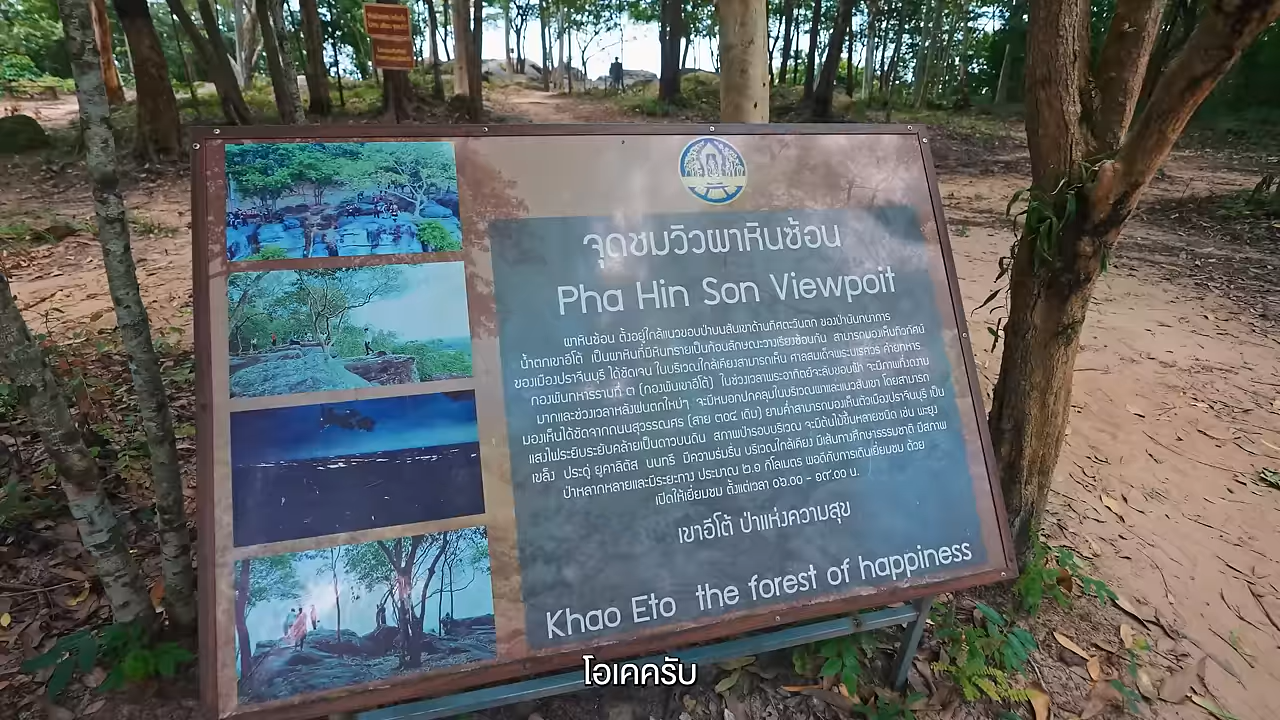 จุดชมวิวผาหินซ้อน
Pha Hin Son Viewpoit
ผาหินซ้อน ตั้งอยู่ใกล้แนวขอบป่าบนสันเขาด้านทิศตะวันตก ของป่านันทนาการ
น้ำตกเขาอีโต้ เป็นผาหินที่มีหินทรายเป็นก้อนลักษณะวางเรียงซ้อนกัน สามารถมองเห็นทิวทัศน์
ของเมืองปราจีนบุรี ได้ชัดเจน ในบริเวณใกล้เคียงสามารถเห็น ศาลสมเด็จพระนเรศวร ค่ายทหาร
กองพันทหารราบที่ ๓ (กองพันเขาอีโต้) ในช่วงเวลาพระอาทิตย์จะลับขอบฟ้า จะมีภาพที่งดงาม
มากและช่วงเวลาหลังฝนตกใหม่ๆ จะมีหมอกปกคลุมในบริเวณผาและแนวสันเขา โดยสามารถ
มองเห็นได้ชัดจากถนนสุวรรณศร (สาย ๓๐๔ เดิม) ยามค่ำสามารถมองเห็นตัวเมืองปราจีนบุรี เป็น
แสงไฟระยิบระยับคล้ายเป็นดาวบนดิน สภาพป่ารอบบริเวณ จะมีต้นไม้ขึ้นหลายชนิด เช่น พะยูง
เขล็ง ประดู่ ยูคาลิตัส นนทรี มีความร่มรื่น บริเวณใกล้เคียง มีเส้นทางศึกษาธรรมชาติ มีสภาพ
ป่าหลากหลายและมีระยะทาง ประมาณ ๒.๑ กิโลเมตร พอดีกับการเดินเยี่ยมชม ด้วย
เปิดให้เยี่ยมชม ตั้งแต่เวลา ๐๖.๐๐ - ๑๙.๐๐ น.
เขาอีโต้ ป่าแห่งความสุข
Khao Eto the forest of happiness
โอเคครับ